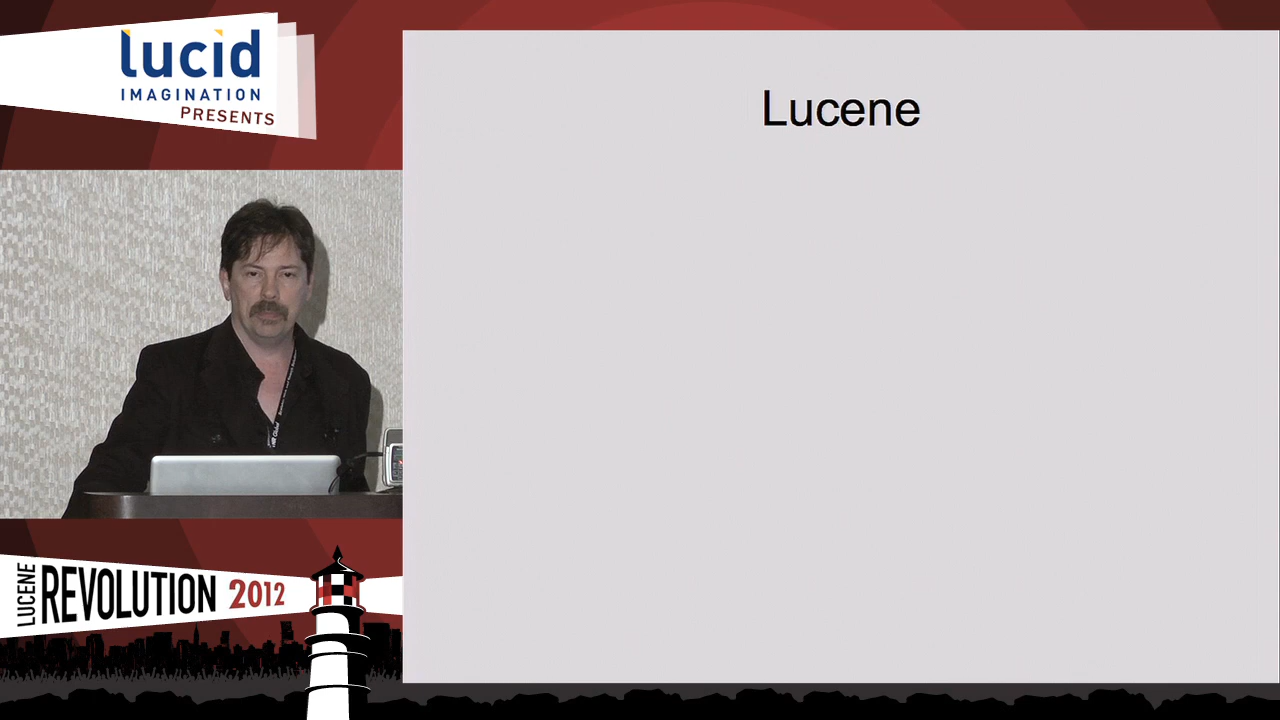 lucid
IMAGINATION
PRESENTS
Lucene
LUCENE
REVOLUTION 2012